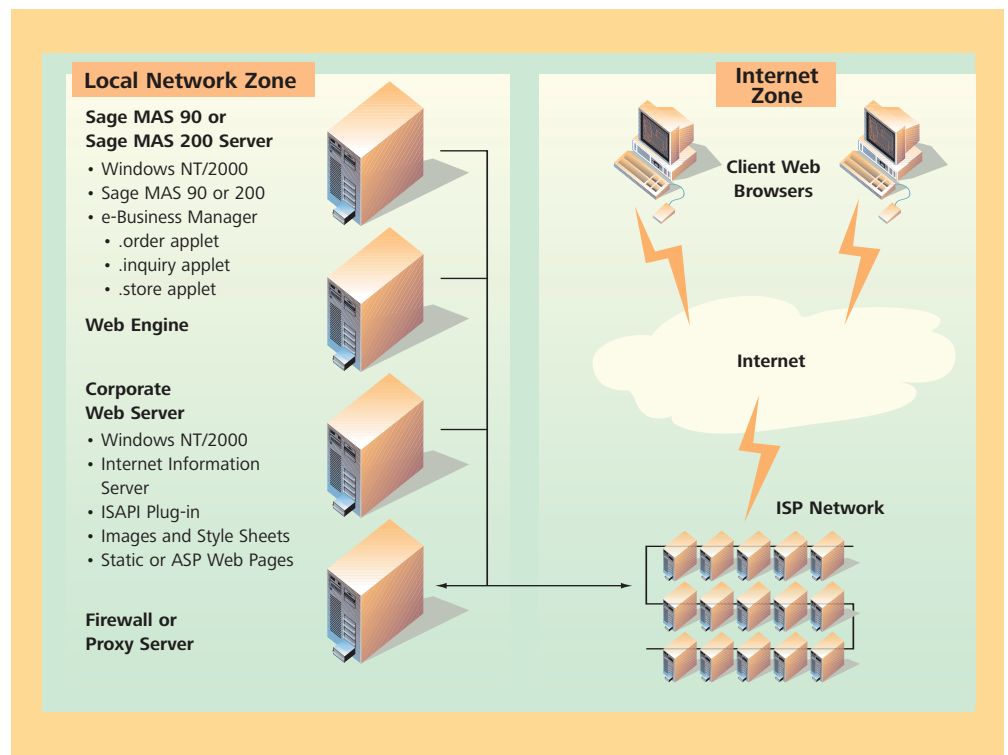 Local Network Zone
Sage MAS 90 or
Sage MAS 200 Server
• Windows NT/2000
• Sage MAS 90 or 200
• e-Business Manager
• .order applet
• .inquiry applet
• .store applet
Web Engine
Corporate
Web Server
• Windows NT/2000
• Internet Information
Server
• ISAPI Plug-in
• Images and Style Sheets
• Static or ASP Web Pages
Firewall or
Proxy Server
Internet
Zone
Client Web
Browsers
Internet
ISP Network